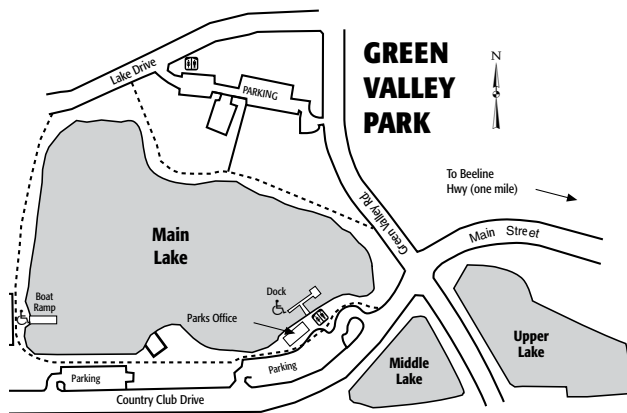 GREEN
VALLEY
PARK
N
Lake Drive
PARKING
To Beeline
Hwy (one mile)
Green Valley Rd.
Main Street
Main
Lake
Dock
Boat
Ramp
Parks Office
Upper
Lake
Middle
Lake
Parking
Parking
Country Club Drive